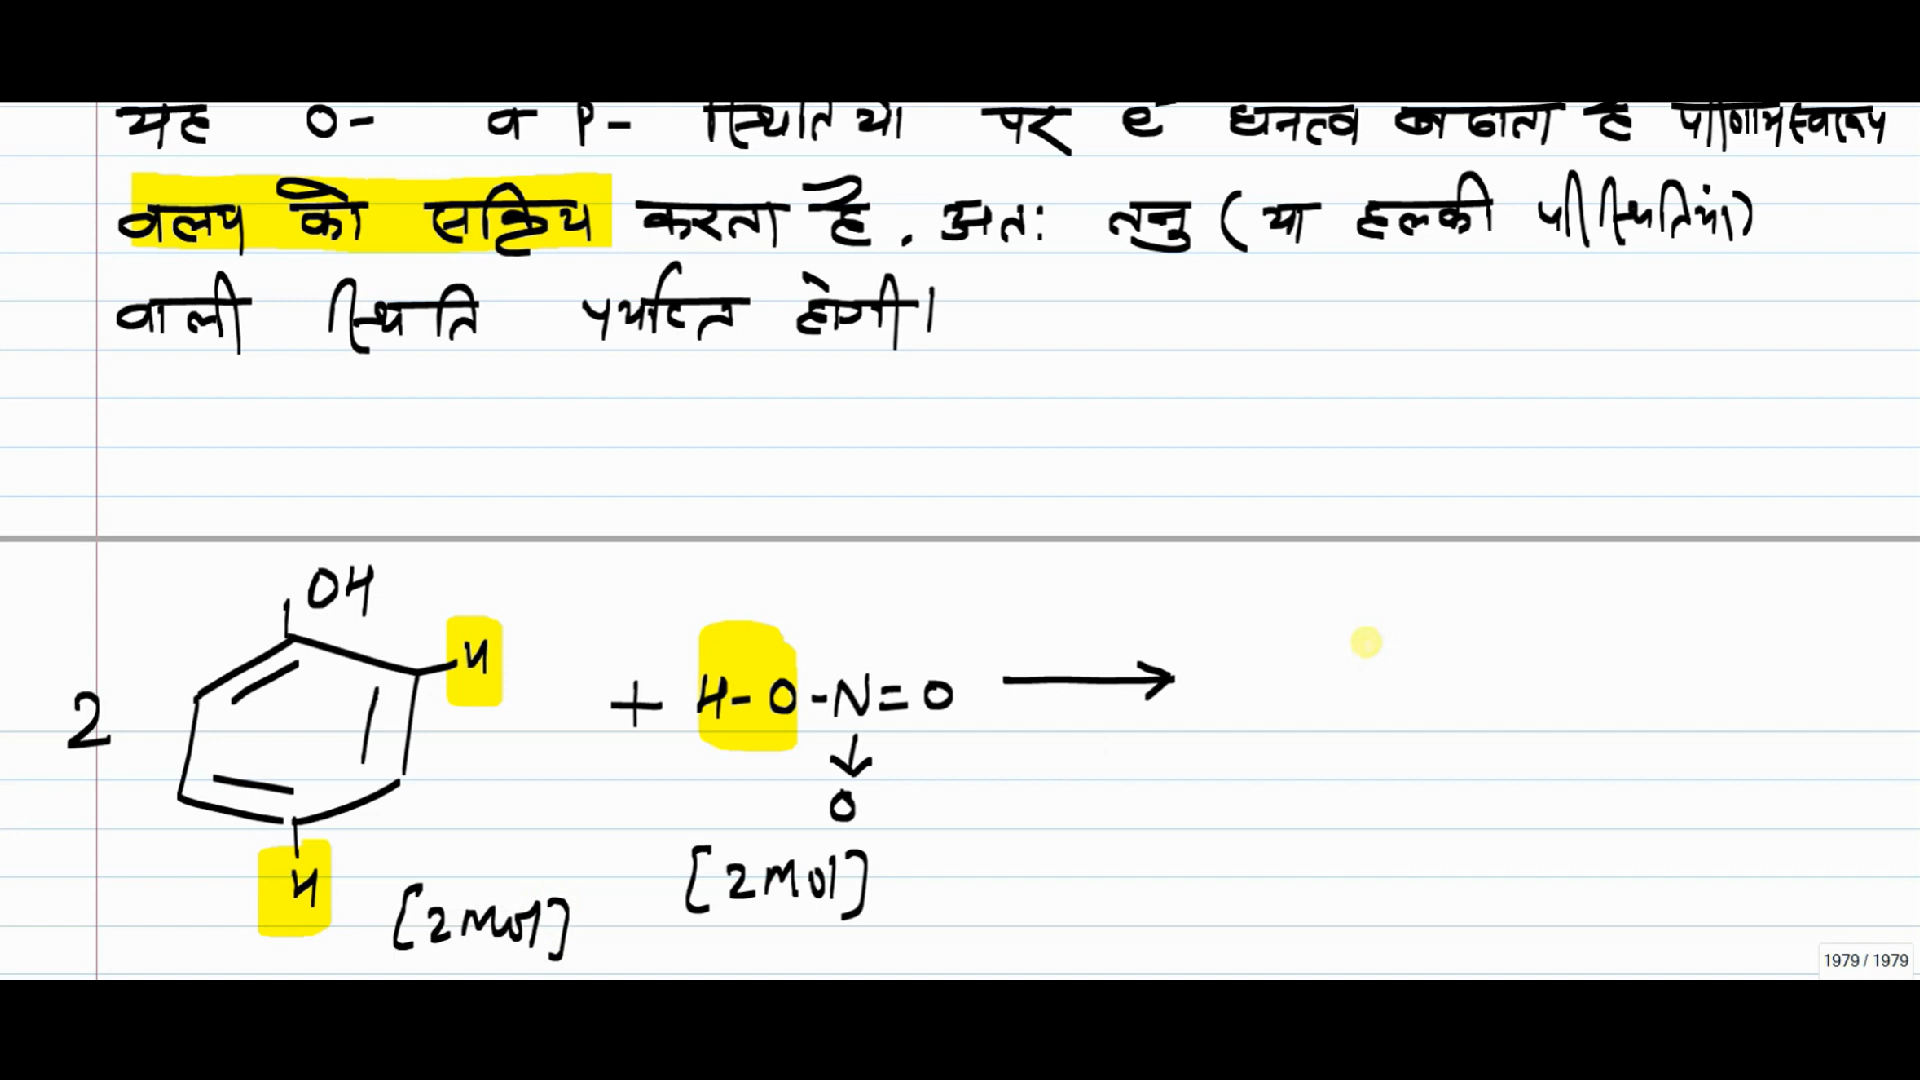 यह o- व p- स्थितियों पर e⁻ घनत्व बढाता है परिणामस्वरूप
वलय को सक्रिय करता है. अतः तनु (या हलकी परिस्थितियां)
वाली स्थिति पर्याप्त होगी।
OH
H
2
+ H-O-N=O ⟶
↓
O
H
[2mol]
[2mol]
1979 / 1979